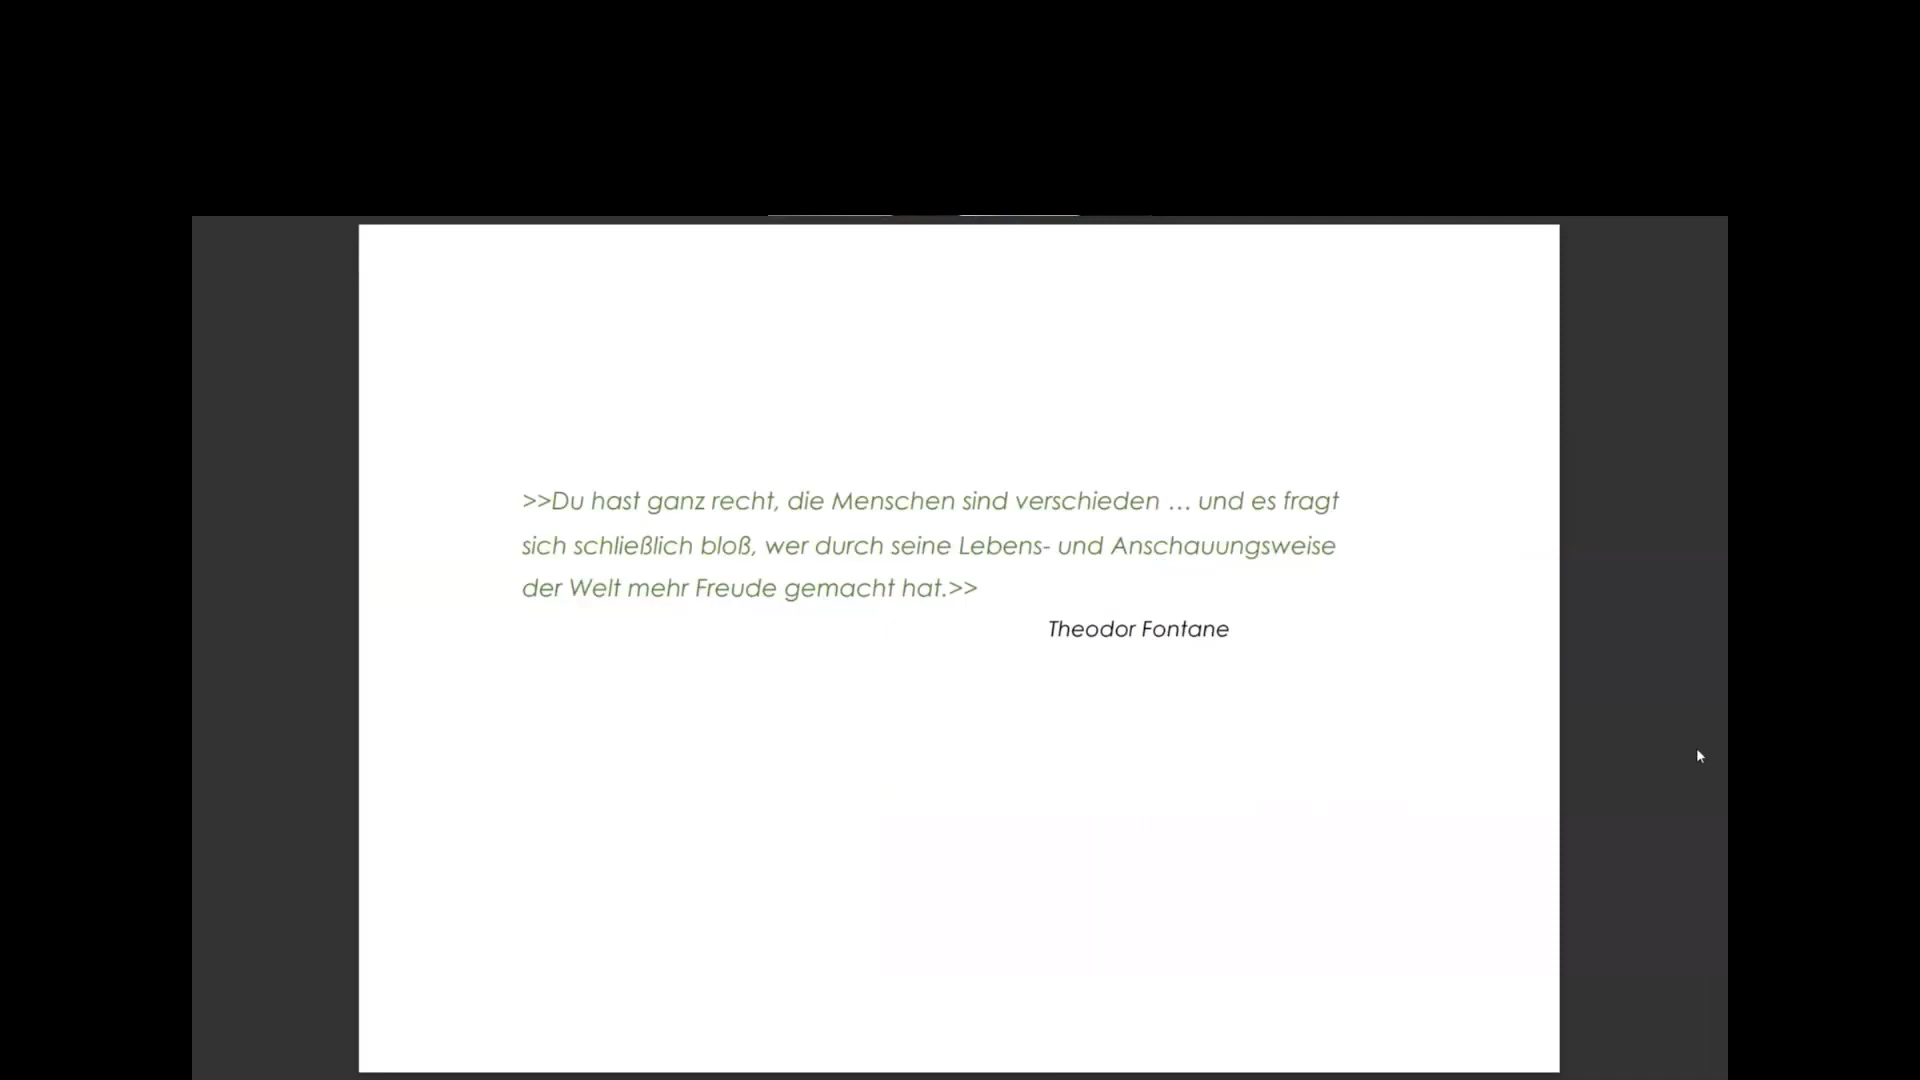 >>Du hast ganz recht, die Menschen sind verschieden … und es fragt
sich schließlich bloß, wer durch seine Lebens- und Anschauungsweise
der Welt mehr Freude gemacht hat.>>
Theodor Fontane